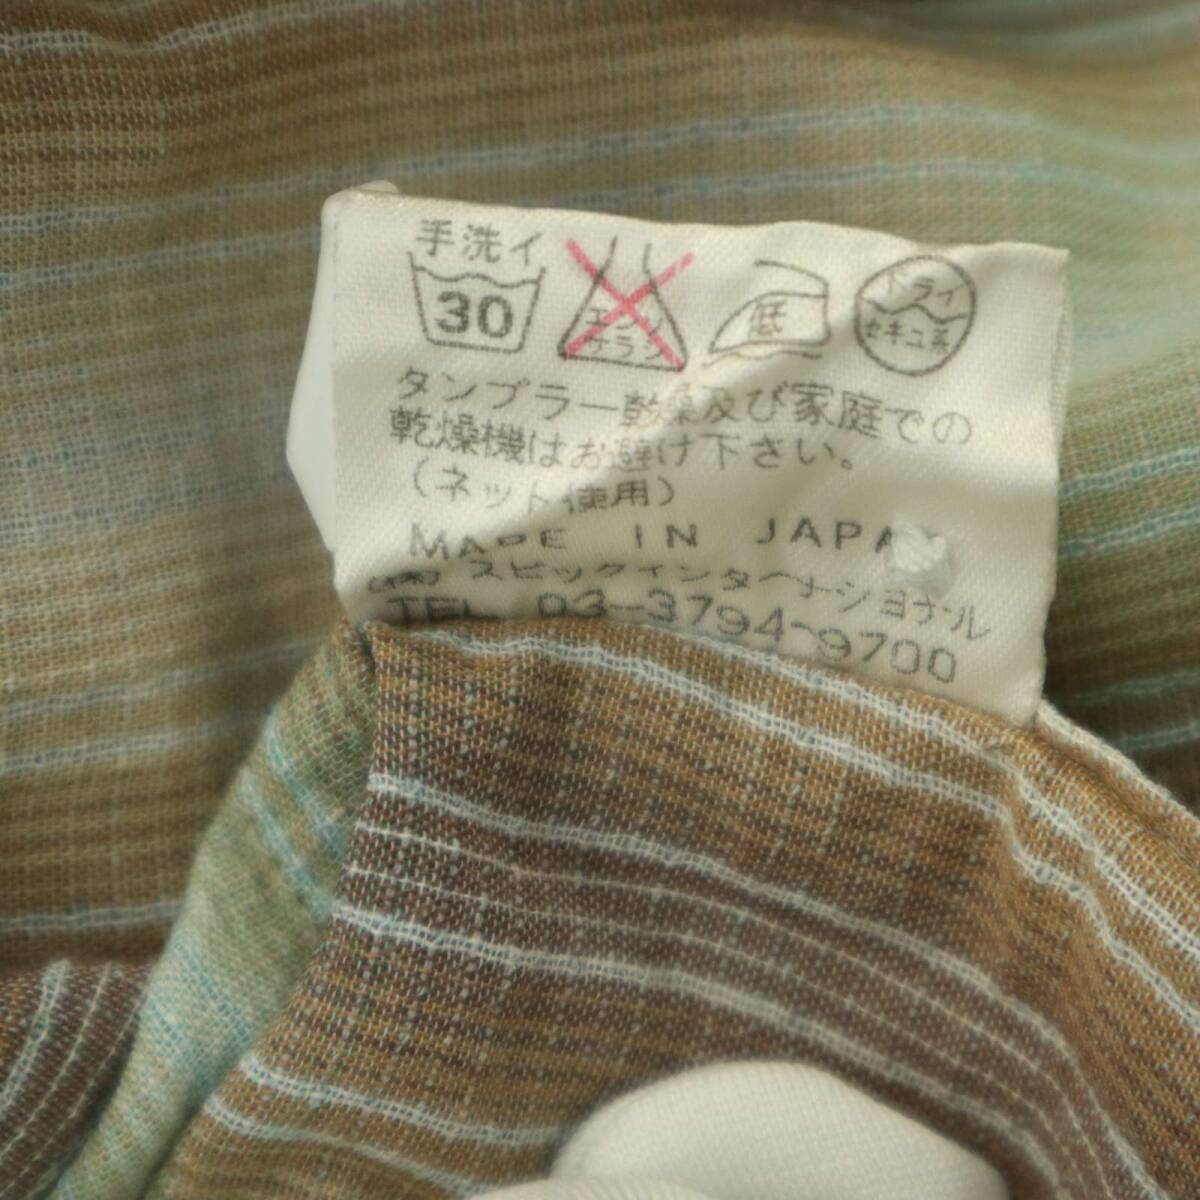 手洗イ
30
エンソ
サラシ
低
ドライ
セキユ系
タンブラー乾燥及び家庭での
乾燥機はお避け下さい。
(ネット使用)
MADE IN JAPAN
(株)スピックインターナショナル
TEL 03-3794-9700